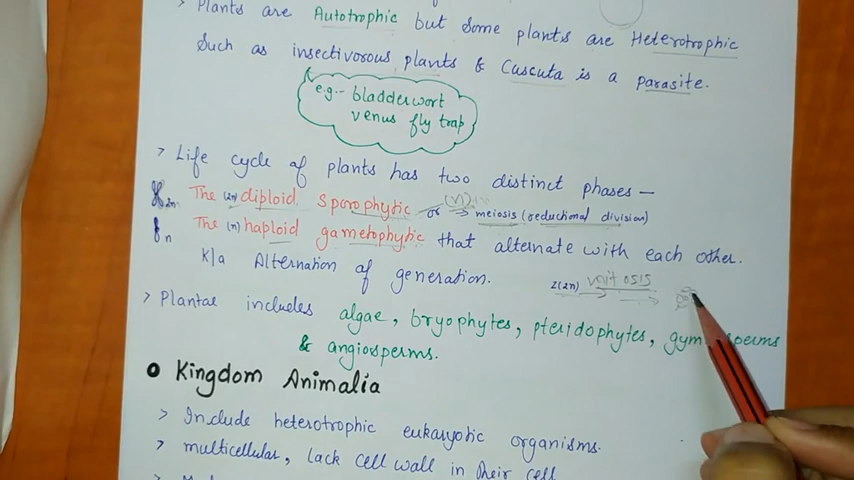 > Plants are Autotrophic but Some plants are Heterotrophic
Such as insectivorous plants & Cuscuta is a parasite.
e.g:- bladderwort
venus fly trap
> Life cycle of plants has two distinct phases —
2n The (2n) diploid Sporophytic or → meiosis (reductional division)
n The (n) haploid gametophytic that alternate with each other.
K/a Alternation of generation.
Z(2n) mitosis
> Plantae includes algae, bryophytes, pteridophytes, gymnosperms
& angiosperms.
• Kingdom Animalia
> Include heterotrophic eukaryotic organisms.
> multicellular, lack cell wall in their cell